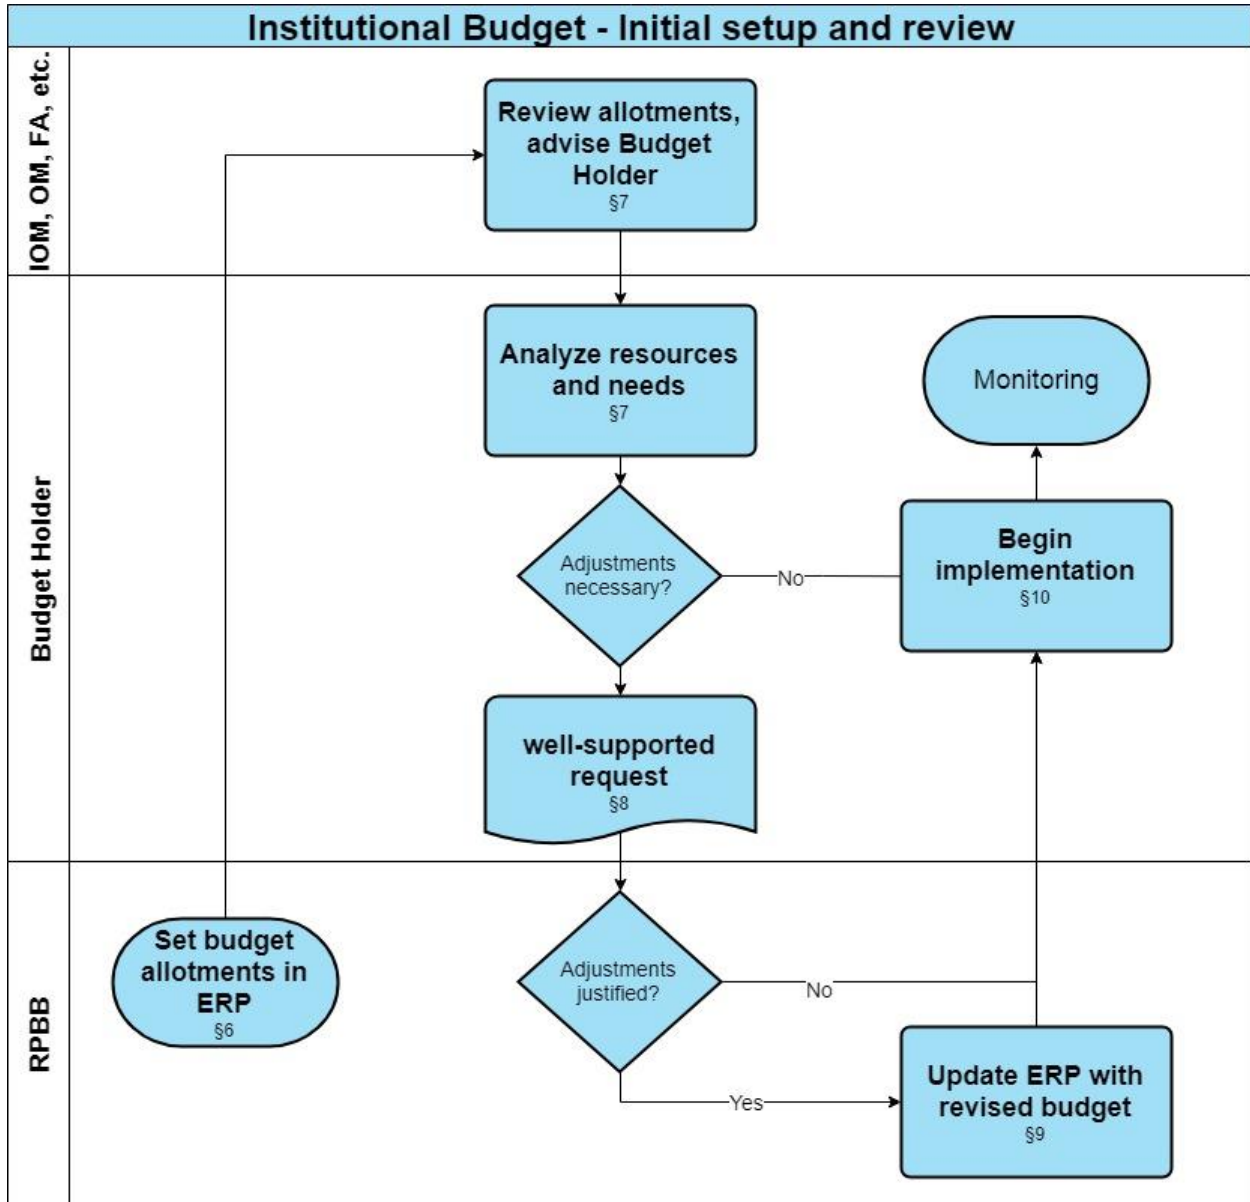 Institutional Budget - Initial setup and review
IOM, OM, FA, etc.
Review allotments,
advise Budget
Holder
§7
Budget Holder
Analyze resources
and needs
§7
Monitoring
Adjustments
necessary?
No
Begin
implementation
§10
well-supported
request
§8
RPBB
Set budget
allotments in
ERP
§6
Adjustments
justified?
No
Yes
Update ERP with
revised budget
§9